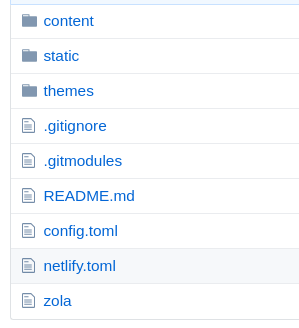 content
static
themes
.gitignore
.gitmodules
README.md
config.toml
netlify.toml
zola